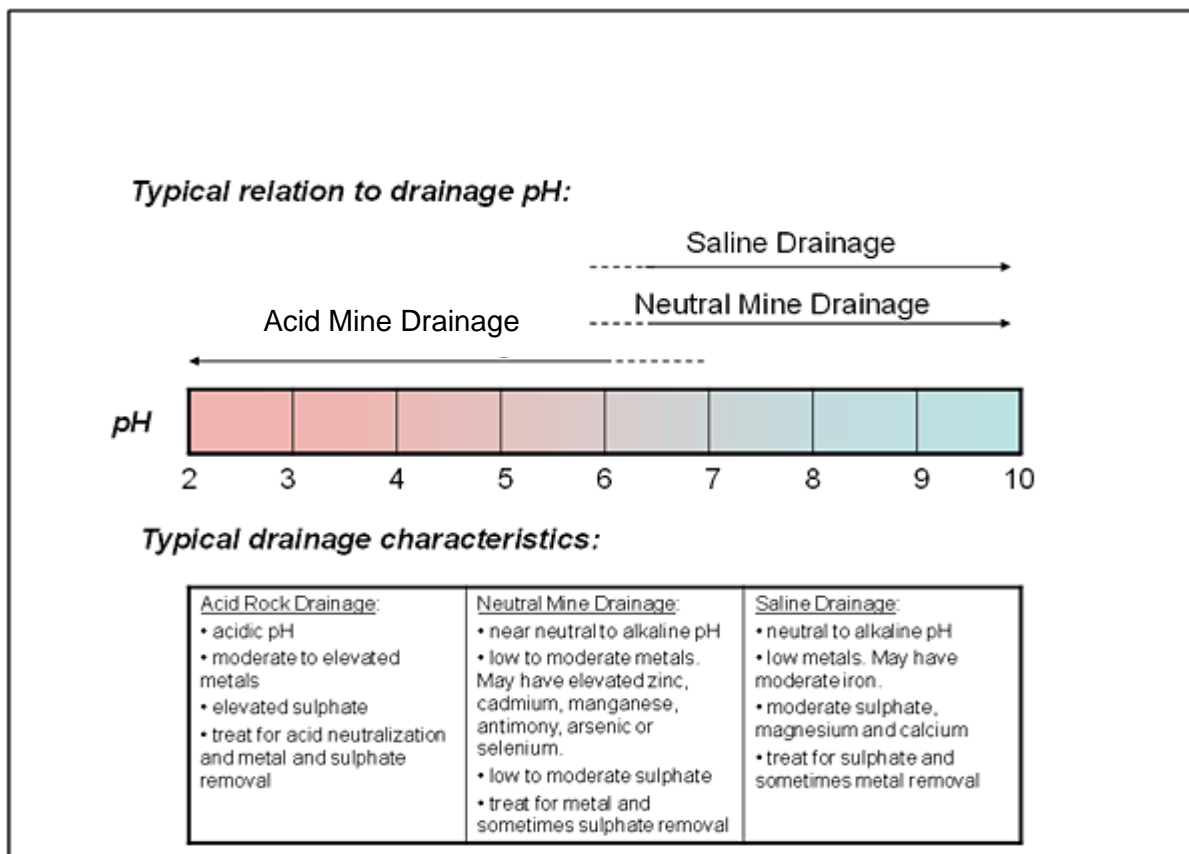 Typical relation to drainage pH:
Saline Drainage
Neutral Mine Drainage
Acid Mine Drainage
pH
2 3 4 5 6 7 8 9 10
Typical drainage characteristics:
Acid Rock Drainage:
• acidic pH
• moderate to elevated
metals
• elevated sulphate
• treat for acid neutralization
and metal and sulphate
removal
Neutral Mine Drainage:
• near neutral to alkaline pH
• low to moderate metals.
May have elevated zinc,
cadmium, manganese,
antimony, arsenic or
selenium.
• low to moderate sulphate
• treat for metal and
sometimes sulphate removal
Saline Drainage:
• neutral to alkaline pH
• low metals. May have
moderate iron.
• moderate sulphate,
magnesium and calcium
• treat for sulphate and
sometimes metal removal